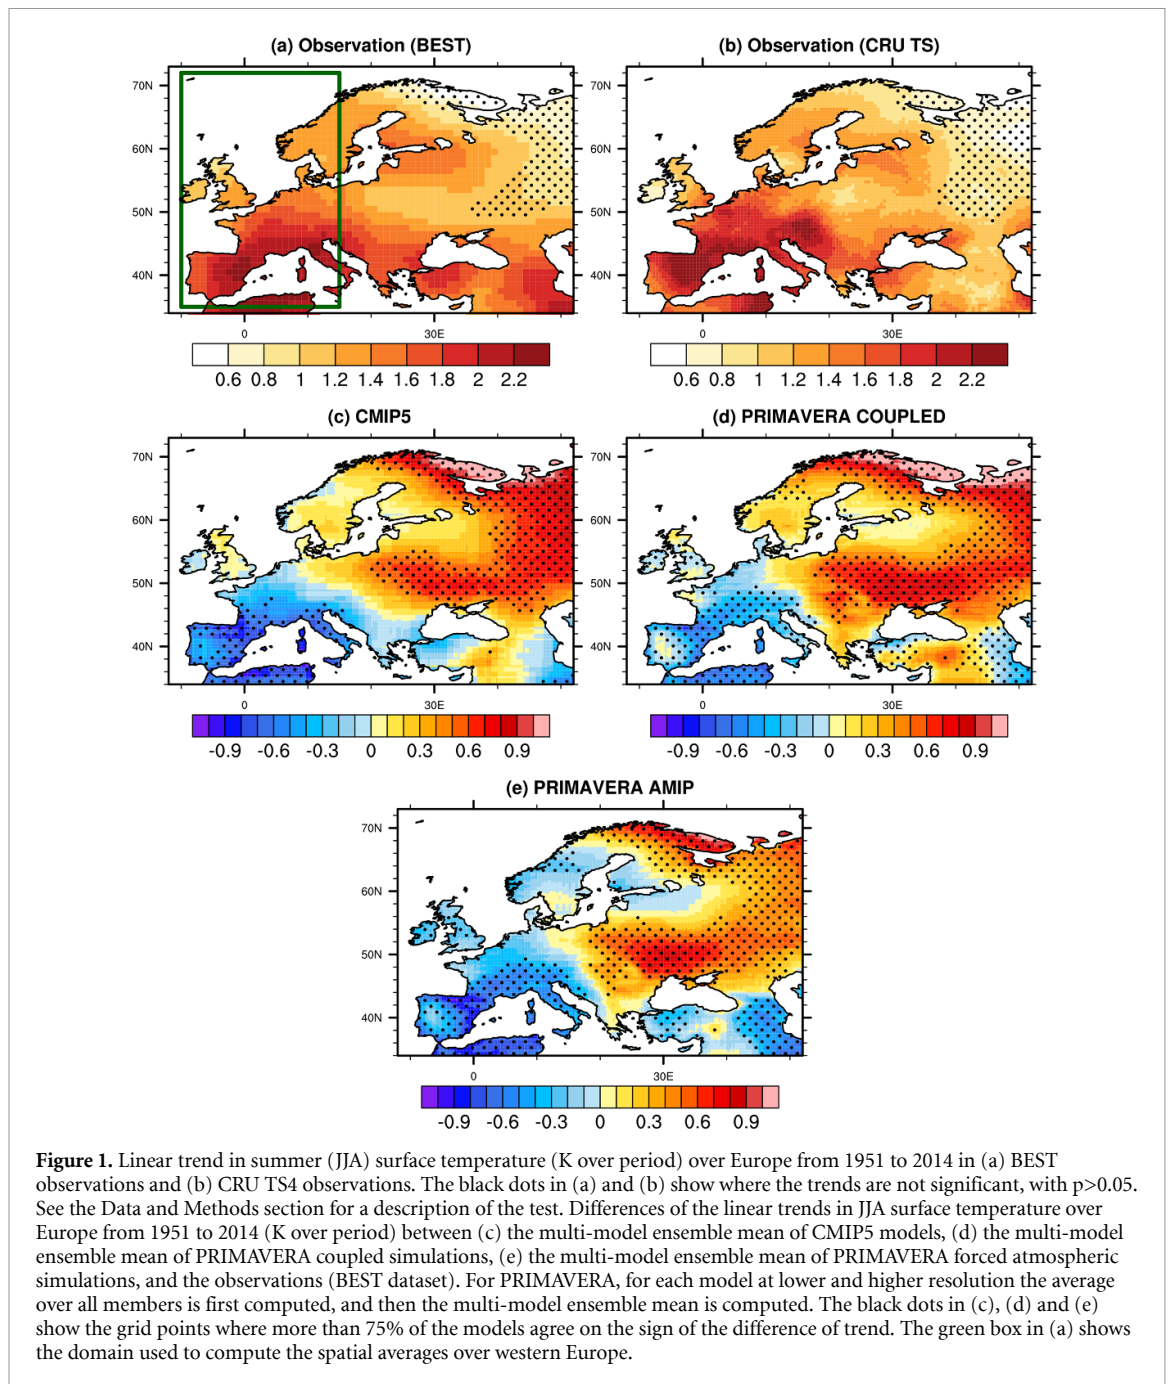 (a) Observation (BEST)
(b) Observation (CRU TS)
70N
60N
50N
40N
0
30E
70N
60N
50N
40N
0
30E
0.6 0.8 1 1.2 1.4 1.6 1.8 2 2.2
0.6 0.8 1 1.2 1.4 1.6 1.8 2 2.2
(c) CMIP5
(d) PRIMAVERA COUPLED
70N
60N
50N
40N
0
30E
70N
60N
50N
40N
0
30E
-0.9 -0.6 -0.3 0 0.3 0.6 0.9
-0.9 -0.6 -0.3 0 0.3 0.6 0.9
(e) PRIMAVERA AMIP
70N
60N
50N
40N
0
30E
-0.9 -0.6 -0.3 0 0.3 0.6 0.9
Figure 1. Linear trend in summer (JJA) surface temperature (K over period) over Europe from 1951 to 2014 in (a) BEST
observations and (b) CRU TS4 observations. The black dots in (a) and (b) show where the trends are not significant, with p>0.05.
See the Data and Methods section for a description of the test. Differences of the linear trends in JJA surface temperature over
Europe from 1951 to 2014 (K over period) between (c) the multi-model ensemble mean of CMIP5 models, (d) the multi-model
ensemble mean of PRIMAVERA coupled simulations, (e) the multi-model ensemble mean of PRIMAVERA forced atmospheric
simulations, and the observations (BEST dataset). For PRIMAVERA, for each model at lower and higher resolution the average
over all members is first computed, and then the multi-model ensemble mean is computed. The black dots in (c), (d) and (e)
show the grid points where more than 75% of the models agree on the sign of the difference of trend. The green box in (a) shows
the domain used to compute the spatial averages over western Europe.